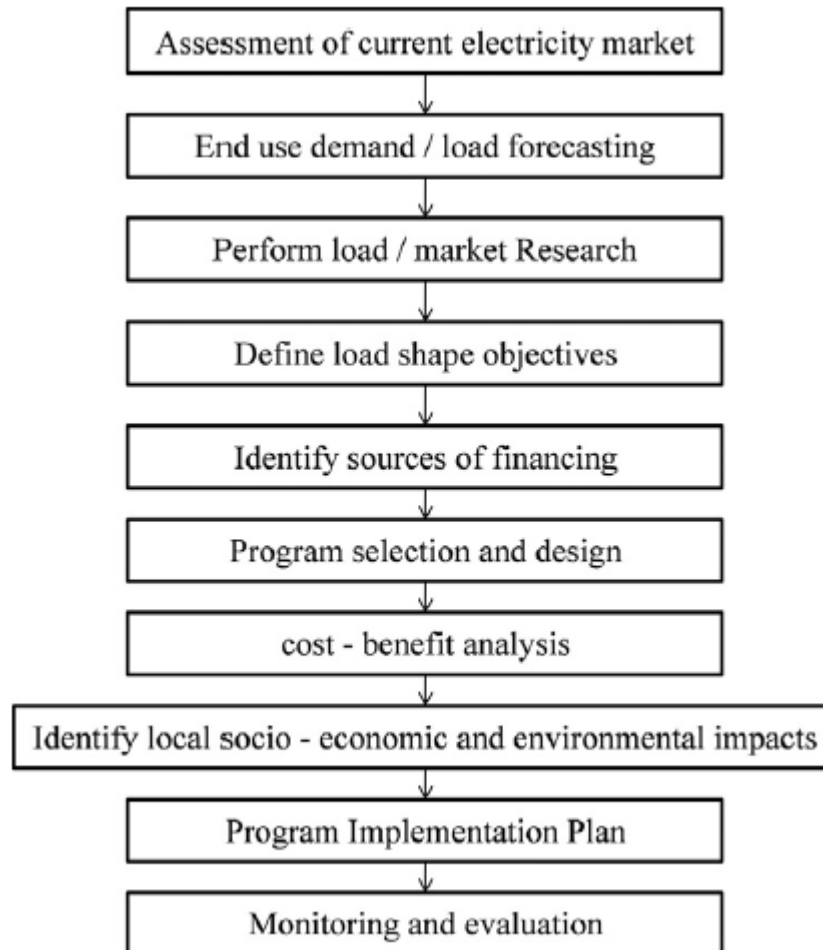 Assessment of current electricity market
End use demand / load forecasting
Perform load / market Research
Define load shape objectives
Identify sources of financing
Program selection and design
cost - benefit analysis
Identify local socio - economic and environmental impacts
Program Implementation Plan
Monitoring and evaluation